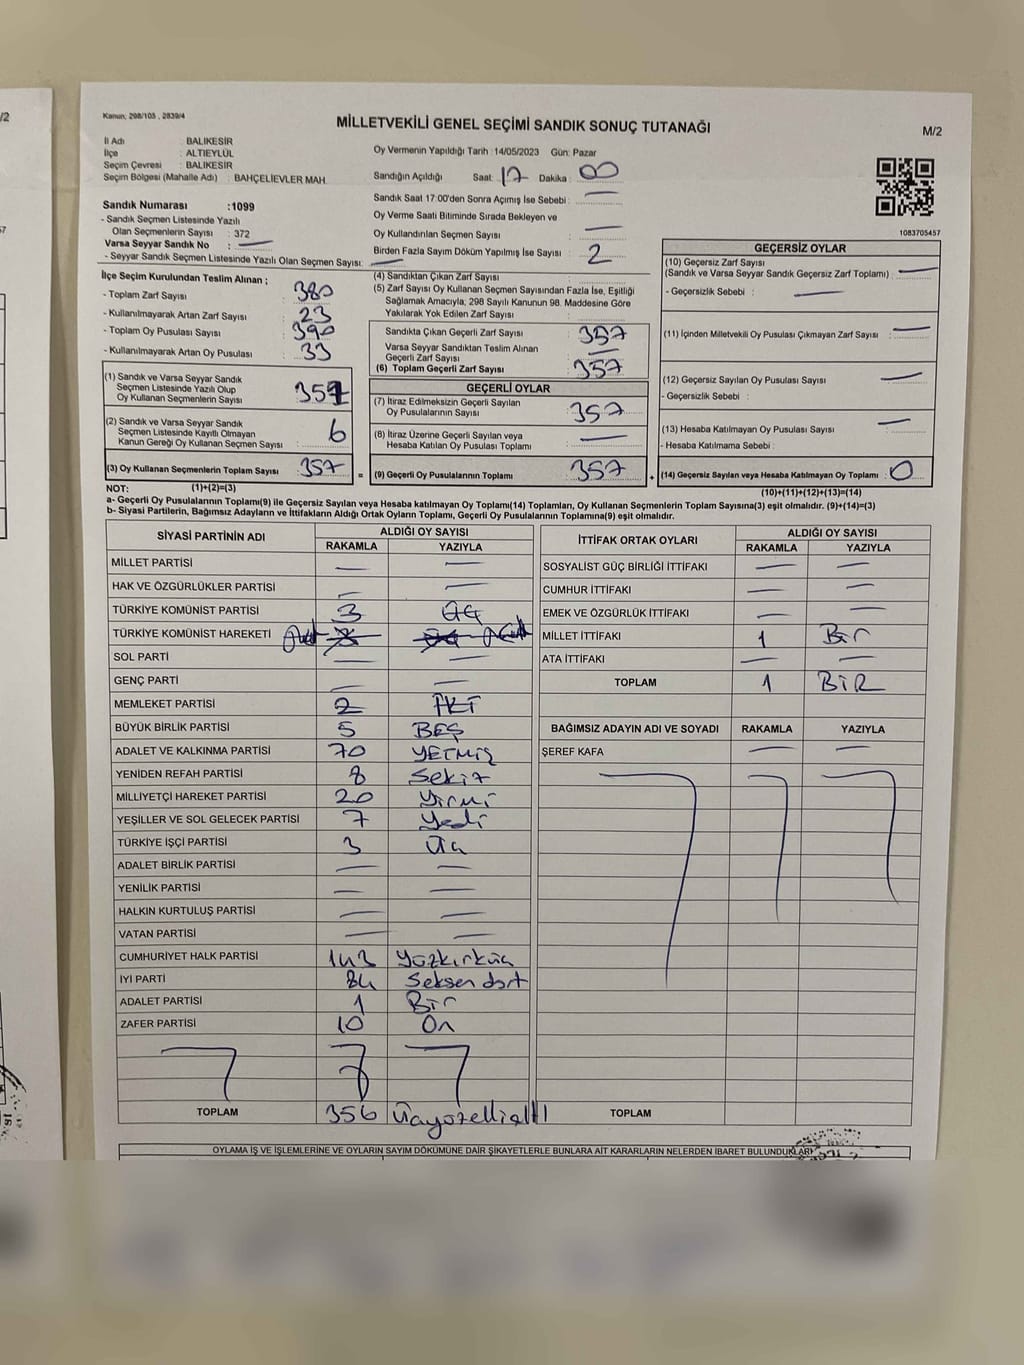 Kanun: 298/105 , 2839/4
MİLLETVEKİLİ GENEL SEÇİMİ SANDIK SONUÇ TUTANAĞI
M/2
İl Adı : BALIKESİR
İlçe : ALTIEYLÜL
Seçim Çevresi : BALIKESİR
Seçim Bölgesi (Mahalle Adı) : BAHÇELİEVLER MAH.
Oy Vermenin Yapıldığı Tarih :14/05/2023 Gün: Pazar
Sandığın Açıldığı Saat : 17 Dakika : 00
Sandık Saat 17:00'den Sonra Açımış İse Sebebi : —
Oy Verme Saati Bitiminde Sırada Bekleyen ve
Oy Kullandırılan Seçmen Sayısı : —
Birden Fazla Sayım Döküm Yapılmış İse Sayısı : 2
1083705457
Sandık Numarası :1099
- Sandık Seçmen Listesinde Yazılı
Olan Seçmenlerin Sayısı : 372
Varsa Seyyar Sandık No : —
- Seyyar Sandık Seçmen Listesinde Yazılı Olan Seçmen Sayısı: —
İlçe Seçim Kurulundan Teslim Alınan ;
- Toplam Zarf Sayısı : 380
- Kullanılmayarak Artan Zarf Sayısı : 23
- Toplam Oy Pusulası Sayısı : 390
- Kullanılmayarak Artan Oy Pusulası : 33
(1) Sandık ve Varsa Seyyar Sandık
Seçmen Listesinde Yazılı Olup
Oy Kullanan Seçmenlerin Sayısı
(2) Sandık ve Varsa Seyyar Sandık
Seçmen Listesinde Kayıtlı Olmayan
Kanun Gereği Oy Kullanan Seçmen Sayısı : 6
(3) Oy Kullanan Seçmenlerin Toplam Sayısı : 357
(4) Sandıktan Çıkan Zarf Sayısı :
(5) Zarf Sayısı Oy Kullanan Seçmen Sayısından Fazla İse, Eşitliği
Sağlamak Amacıyla, 298 Sayılı Kanunun 98. Maddesine Göre
Yakılarak Yok Edilen Zarf Sayısı :
Sandıkta Çıkan Geçerli Zarf Sayısı : 357
Varsa Seyyar Sandıktan Teslim Alınan
Geçerli Zarf Sayısı : —
(6) Toplam Geçerli Zarf Sayısı : 357
GEÇERLİ OYLAR
(7) İtiraz Edilmeksizin Geçerli Sayılan
Oy Pusulalarının Sayısı : 357
(8) İtiraz Üzerine Geçerli Sayılan veya
Hesaba Katılan Oy Pusulası Toplamı : —
= (9) Geçerli Oy Pusulalarının Toplamı : 357 +
GEÇERSİZ OYLAR
(10) Geçersiz Zarf Sayısı
(Sandık ve Varsa Seyyar Sandık Geçersiz Zarf Toplamı) : —
- Geçersizlik Sebebi : —
(11) İçinden Milletvekili Oy Pusulası Çıkmayan Zarf Sayısı : —
(12) Geçersiz Sayılan Oy Pusulası Sayısı : —
- Geçersizlik Sebebi :
(13) Hesaba Katılmayan Oy Pusulası Sayısı : —
- Hesaba Katılmama Sebebi :
(14) Geçersiz Sayılan veya Hesaba Katılmayan Oy Toplamı : 0
NOT: (1)+(2)=(3)
(10)+(11)+(12)+(13)=(14)
a- Geçerli Oy Pusulalarının Toplamı(9) ile Geçersiz Sayılan veya Hesaba katılmayan Oy Toplamı(14) Toplamları, Oy Kullanan Seçmenlerin Toplam Sayısına(3) eşit olmalıdır. (9)+(14)=(3)
b- Siyasi Partilerin, Bağımsız Adayların ve İttifakların Aldığı Ortak Oyların Toplamı, Geçerli Oy Pusulalarının Toplamına(9) eşit olmalıdır.
SİYASİ PARTİNİN ADI ALDIĞI OY SAYISI
RAKAMLA YAZIYLA
MİLLET PARTİSİ — —
HAK VE ÖZGÜRLÜKLER PARTİSİ — —
TÜRKİYE KOMÜNİST PARTİSİ 3
TÜRKİYE KOMÜNİST HAREKETİ
SOL PARTİ — —
GENÇ PARTİ — —
MEMLEKET PARTİSİ 2 İKİ
BÜYÜK BİRLİK PARTİSİ 5 BEŞ
ADALET VE KALKINMA PARTİSİ 70 YETMİŞ
YENİDEN REFAH PARTİSİ 8 Sekiz
MİLLİYETÇİ HAREKET PARTİSİ 20 Yirmi
YEŞİLLER VE SOL GELECEK PARTİSİ 7 Yedi
TÜRKİYE İŞÇİ PARTİSİ 3 Üç
ADALET BİRLİK PARTİSİ — —
YENİLİK PARTİSİ — —
HALKIN KURTULUŞ PARTİSİ — —
VATAN PARTİSİ — —
CUMHURİYET HALK PARTİSİ 143 Yüzkırküç
İYİ PARTİ 84 Seksen dört
ADALET PARTİSİ 1 Bir
ZAFER PARTİSİ 10 On
TOPLAM 356 Üçyüzellialtı
İTTİFAK ORTAK OYLARI ALDIĞI OY SAYISI
RAKAMLA YAZIYLA
SOSYALİST GÜÇ BİRLİĞİ İTTİFAKI — —
CUMHUR İTTİFAKI — —
EMEK VE ÖZGÜRLÜK İTTİFAKI — —
MİLLET İTTİFAKI 1 Bir
ATA İTTİFAKI — —
TOPLAM 1 BİR
BAĞIMSIZ ADAYIN ADI VE SOYADI RAKAMLA YAZIYLA
ŞEREF KAFA — —
TOPLAM
OYLAMA İŞ VE İŞLEMLERİNE VE OYLARIN SAYIM DÖKÜMÜNE DAİR ŞİKAYETLERLE BUNLARA AİT KARARLARIN NELERDEN İBARET BULUNDUKLARI